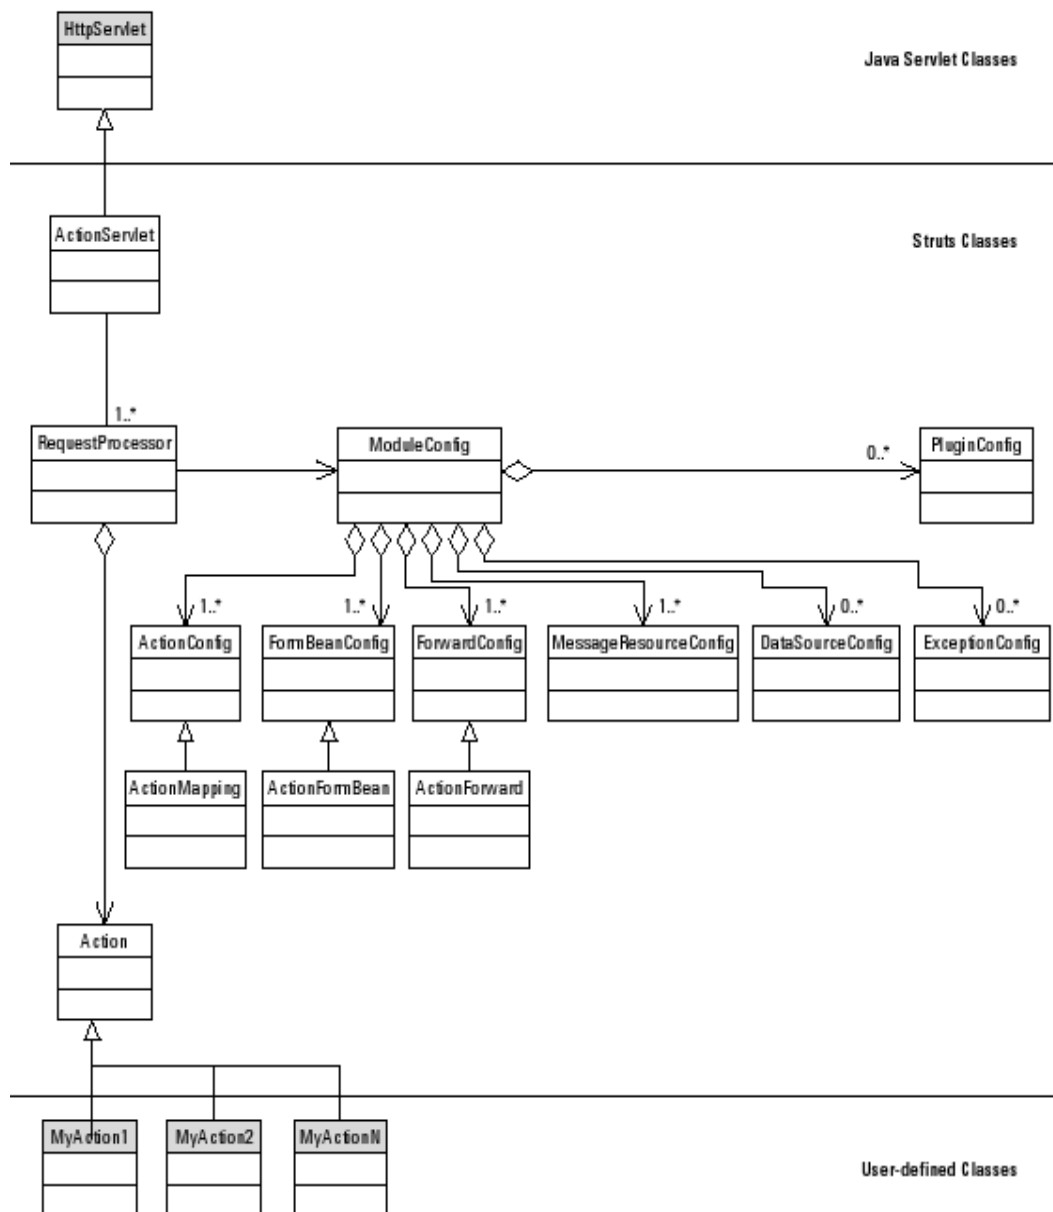 HttpServlet
Java Servlet Classes
ActionServlet
Struts Classes
1..*
RequestProcessor
ModuleConfig
0..*
PluginConfig
1..*
1..*
1..*
1..*
0..*
0..*
ActionConfig
FormBeanConfig
ForwardConfig
MessageResourceConfig
DataSourceConfig
ExceptionConfig
ActionMapping
ActionFormBean
ActionForward
Action
MyAction1
MyAction2
MyActionN
User-defined Classes